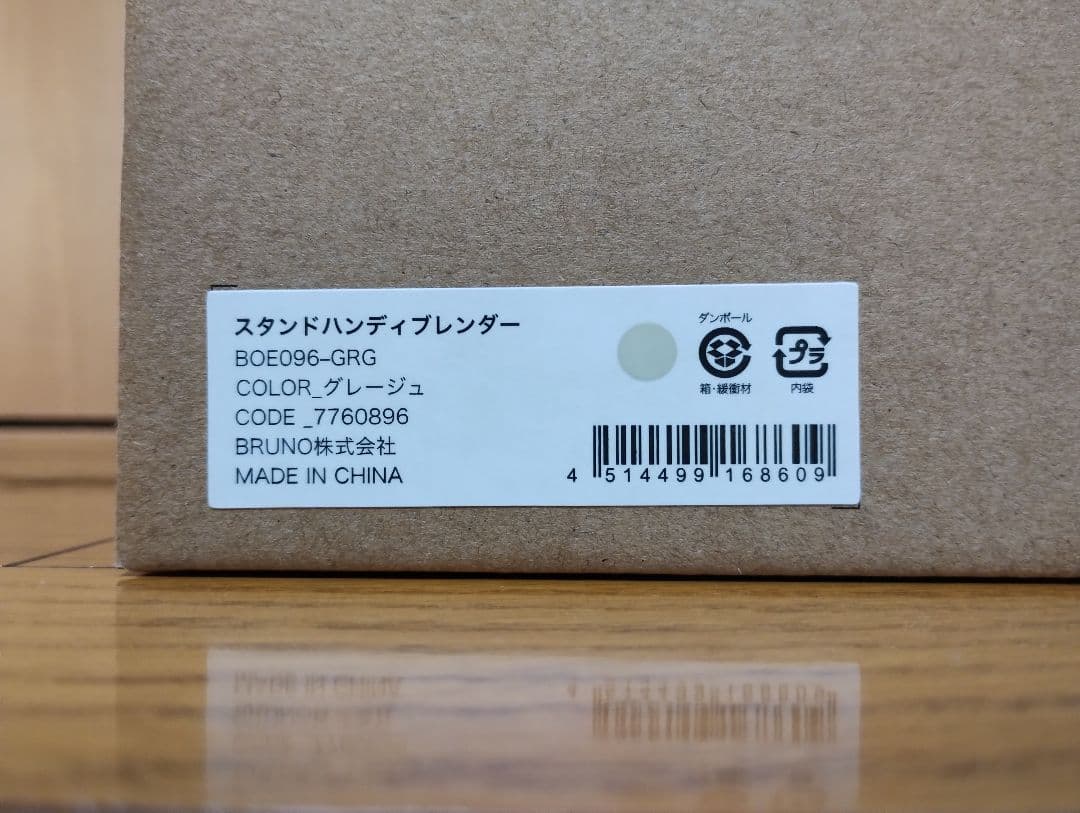 スタンドハンディブレンダー
BOE096-GRG
COLOR_グレージュ
CODE _7760896
BRUNO株式会社
MADE IN CHINA
ダンボール
箱・緩衝材
プラ
内袋
4 514499 168609